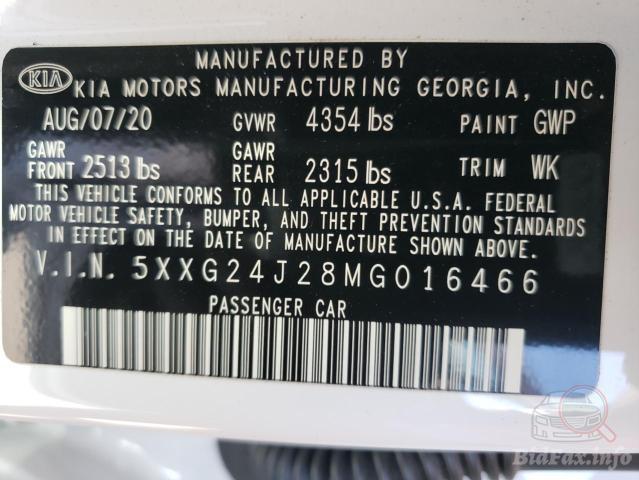 MANUFACTURED BY
KIA KIA MOTORS MANUFACTURING GEORGIA, INC.
AUG/07/20 GVWR 4354 lbs PAINT GWP
GAWR FRONT 2513 lbs GAWR REAR 2315 lbs TRIM WK
THIS VEHICLE CONFORMS TO ALL APPLICABLE U.S.A. FEDERAL
MOTOR VEHICLE SAFETY, BUMPER, AND THEFT PREVENTION STANDARDS
IN EFFECT ON THE DATE OF MANUFACTURE SHOWN ABOVE.
V.I.N. 5XXG24J28MG016466
PASSENGER CAR
BidFax.info